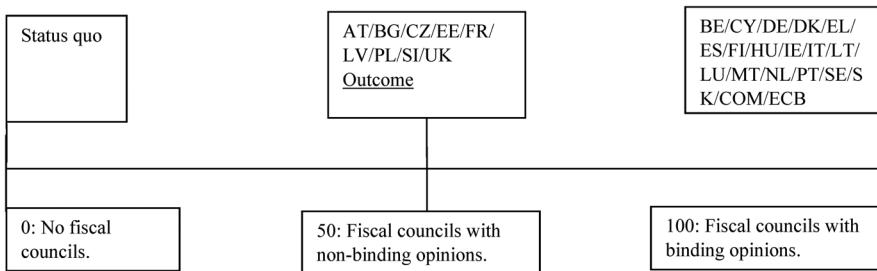 Status quo
AT/BG/CZ/EE/FR/
LV/PL/SI/UK
Outcome
BE/CY/DE/DK/EL/
ES/FI/HU/IE/IT/LT/
LU/MT/NL/PT/SE/S
K/COM/ECB
0: No fiscal
councils.
50: Fiscal councils with
non-binding opinions.
100: Fiscal councils with
binding opinions.